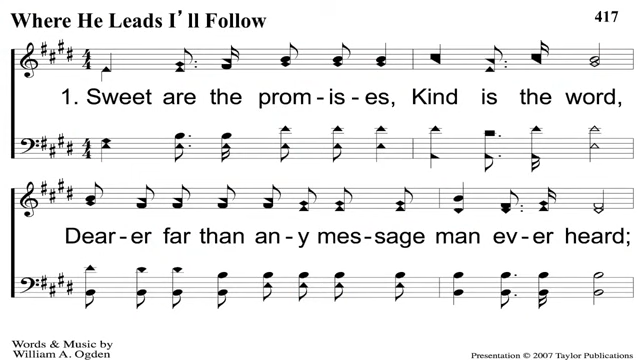 Where He Leads I'll Follow
417
1. Sweet are the prom-is-es, Kind is the word,
Dear-er far than an-y mes-sage man ev-er heard;
Words & Music by
William A. Ogden
Presentation © 2007 Taylor Publications